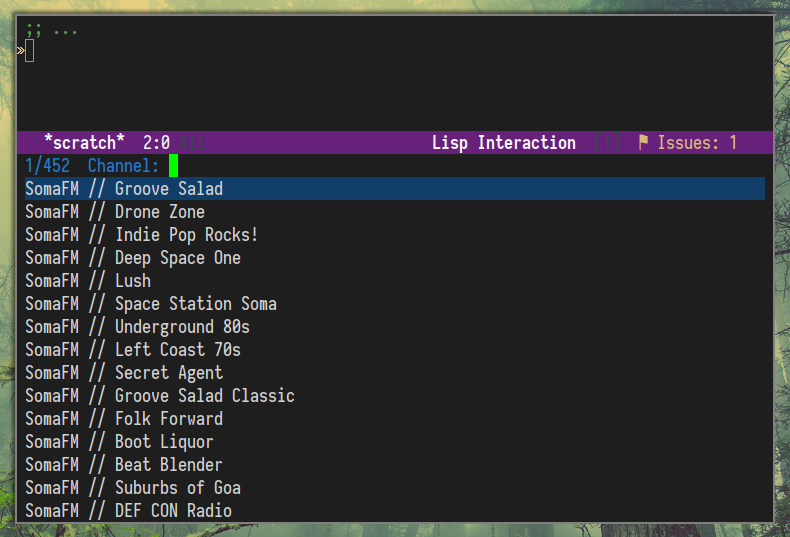 ;; ...
»
*scratch* 2:0 All Lisp Interaction Issues: 1
1/452 Channel:
SomaFM // Groove Salad
SomaFM // Drone Zone
SomaFM // Indie Pop Rocks!
SomaFM // Deep Space One
SomaFM // Lush
SomaFM // Space Station Soma
SomaFM // Underground 80s
SomaFM // Left Coast 70s
SomaFM // Secret Agent
SomaFM // Groove Salad Classic
SomaFM // Folk Forward
SomaFM // Boot Liquor
SomaFM // Beat Blender
SomaFM // Suburbs of Goa
SomaFM // DEF CON Radio